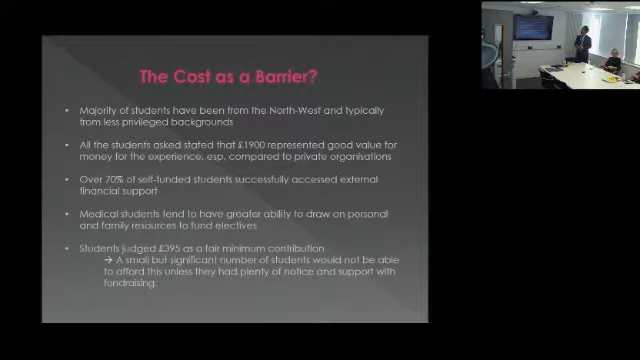 The Cost as a Barrier?
Majority of students have been from the North-West and typically
from less privileged backgrounds
All the students asked stated that £1900 represented good value for
money for the experience, esp. compared to private organisations
Over 70% of self-funded students successfully accessed external
financial support
Medical students tend to have greater ability to draw on personal
and family resources to fund electives
Students judged £395 as a fair minimum contribution
→ A small but significant number of students would not be able
to afford this unless they had plenty of notice and support with
fundraising.